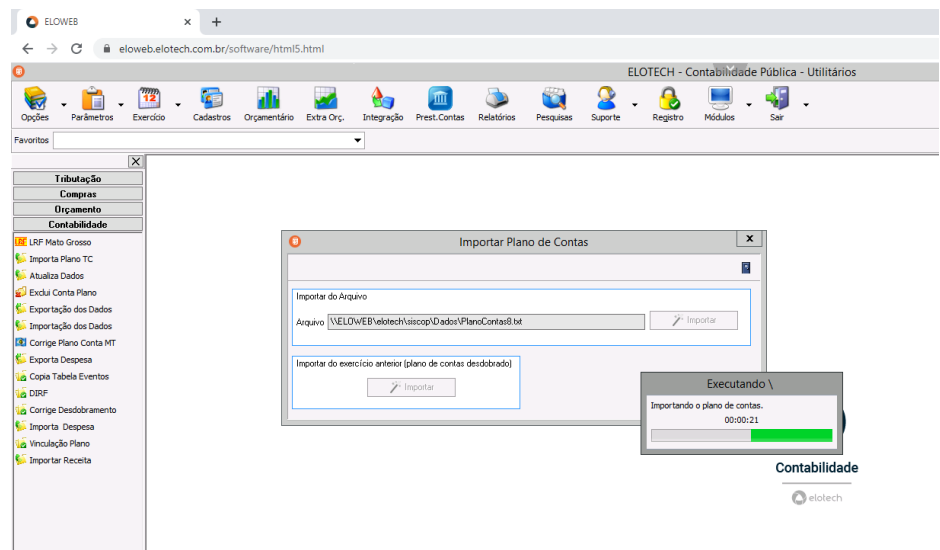 ELOWEB
eloweb.elotech.com.br/software/html5.html
ELOTECH - Contabilidade Pública - Utilitários
Opções Parâmetros Exercício Cadastros Orçamentário Extra Orç. Integração Prest.Contas Relatórios Pesquisas Suporte Registro Módulos Sair
Favoritos
Tributação
Compras
Orçamento
Contabilidade
LRF Mato Grosso
Importa Plano TC
Atualiza Dados
Exclui Conta Plano
Exportação dos Dados
Importação dos Dados
Corrige Plano Conta MT
Exporta Despesa
Copia Tabela Eventos
DIRF
Corrige Desdobramento
Importa Despesa
Vinculação Plano
Importar Receita
Importar Plano de Contas
Importar do Arquivo
Arquivo \\ELOWEB\elotech\siscop\Dados\PlanoContas8.txt Importar
Importar do exercício anterior (plano de contas desdobrado)
Importar
Executando \
Importando o plano de contas.
00:00:21
Contabilidade
elotech